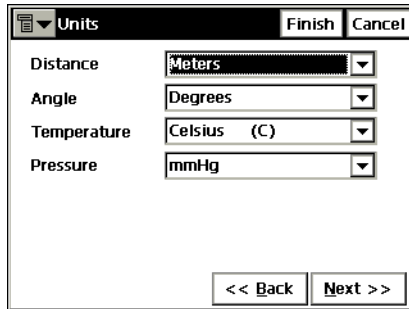 Units Finish Cancel
Distance Meters
Angle Degrees
Temperature Celsius (C)
Pressure mmHg
<< Back Next >>